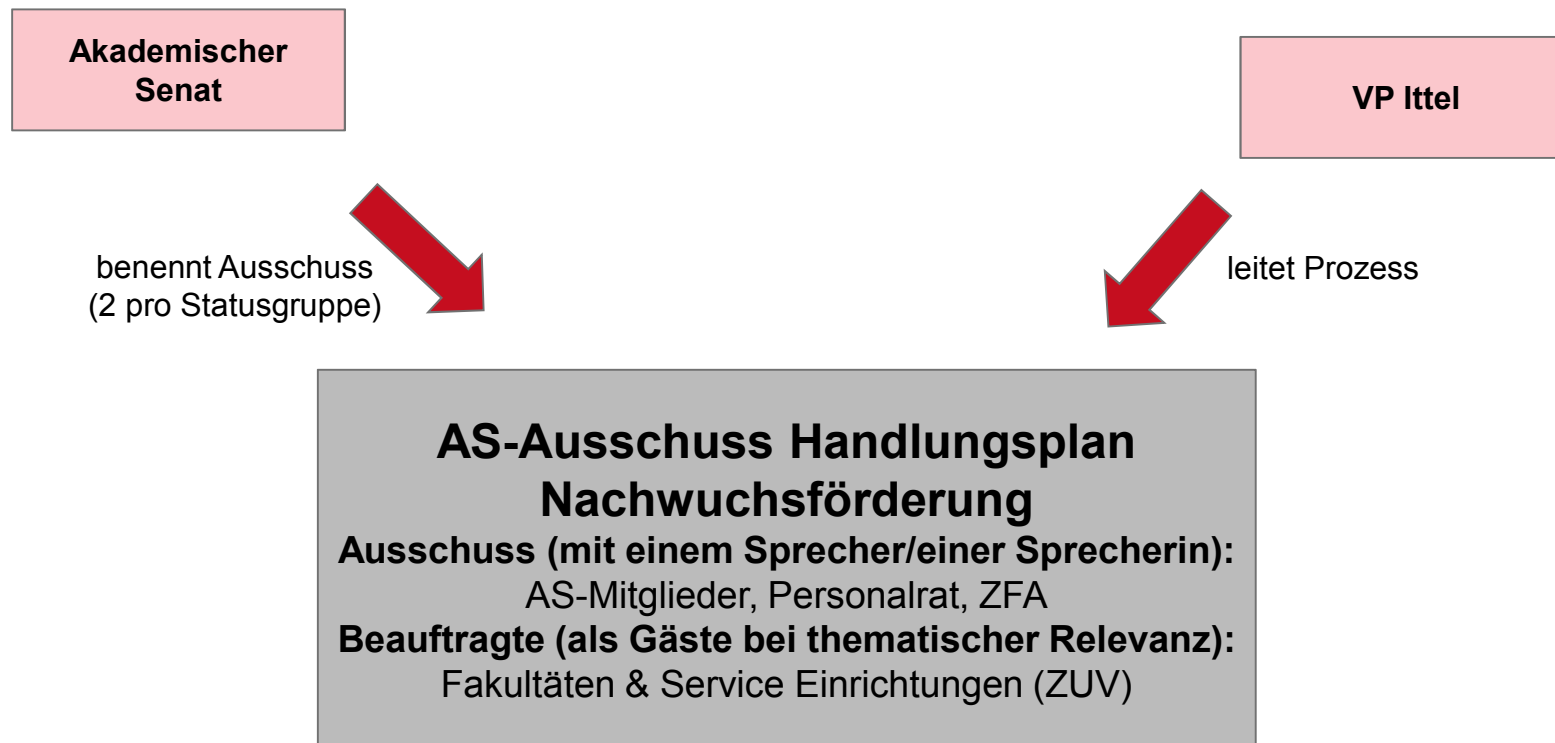 Akademischer
Senat
VP Ittel
benennt Ausschuss
(2 pro Statusgruppe)
leitet Prozess
AS-Ausschuss Handlungsplan
Nachwuchsförderung
Ausschuss (mit einem Sprecher/einer Sprecherin):
AS-Mitglieder, Personalrat, ZFA
Beauftragte (als Gäste bei thematischer Relevanz):
Fakultäten & Service Einrichtungen (ZUV)